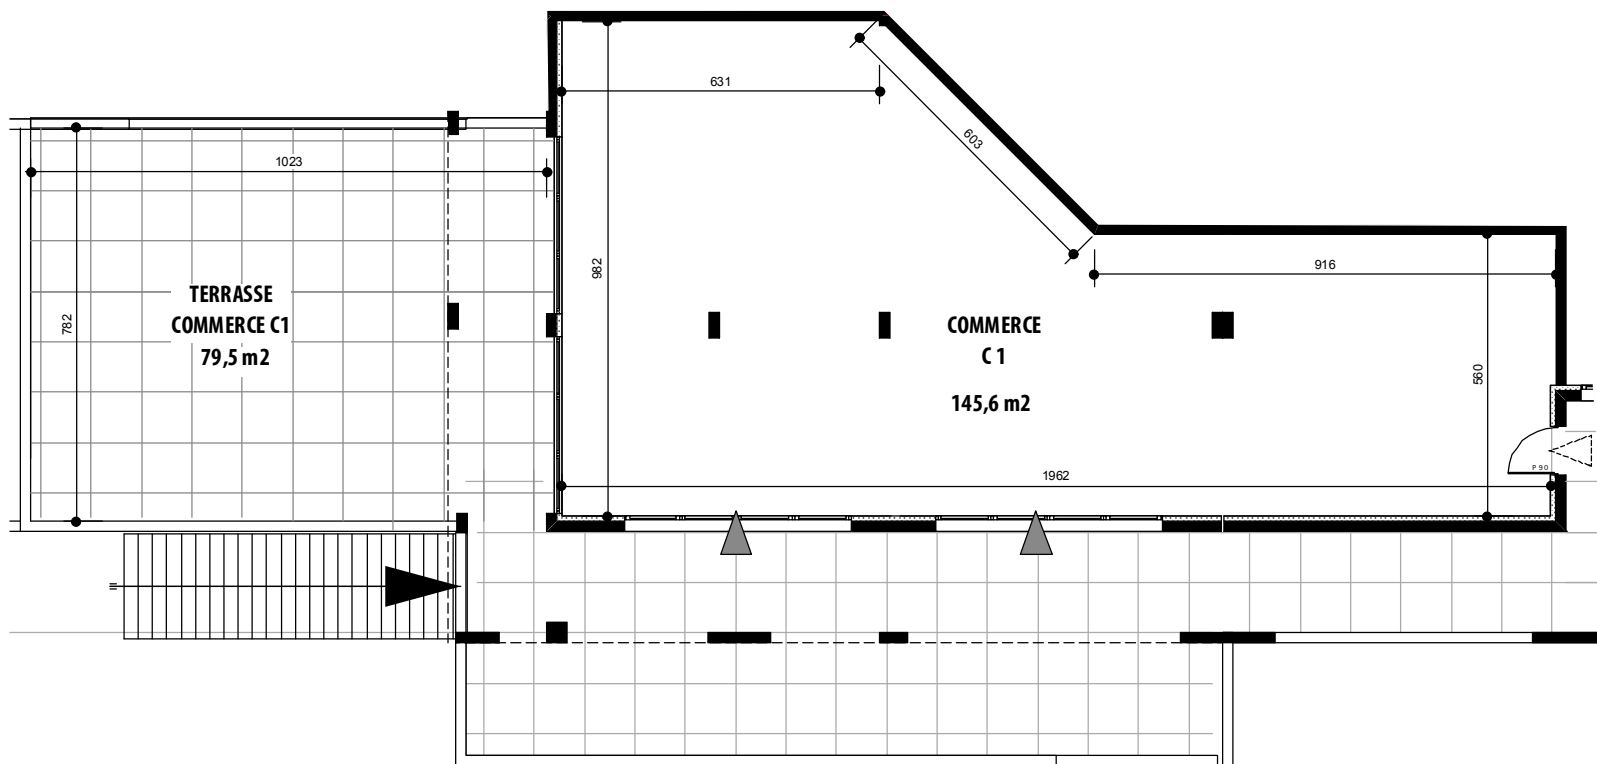 631
603
1023
916
982
782
TERRASSE
COMMERCE C1
79,5 m2
COMMERCE
C 1
145,6 m2
560
P 90
1962